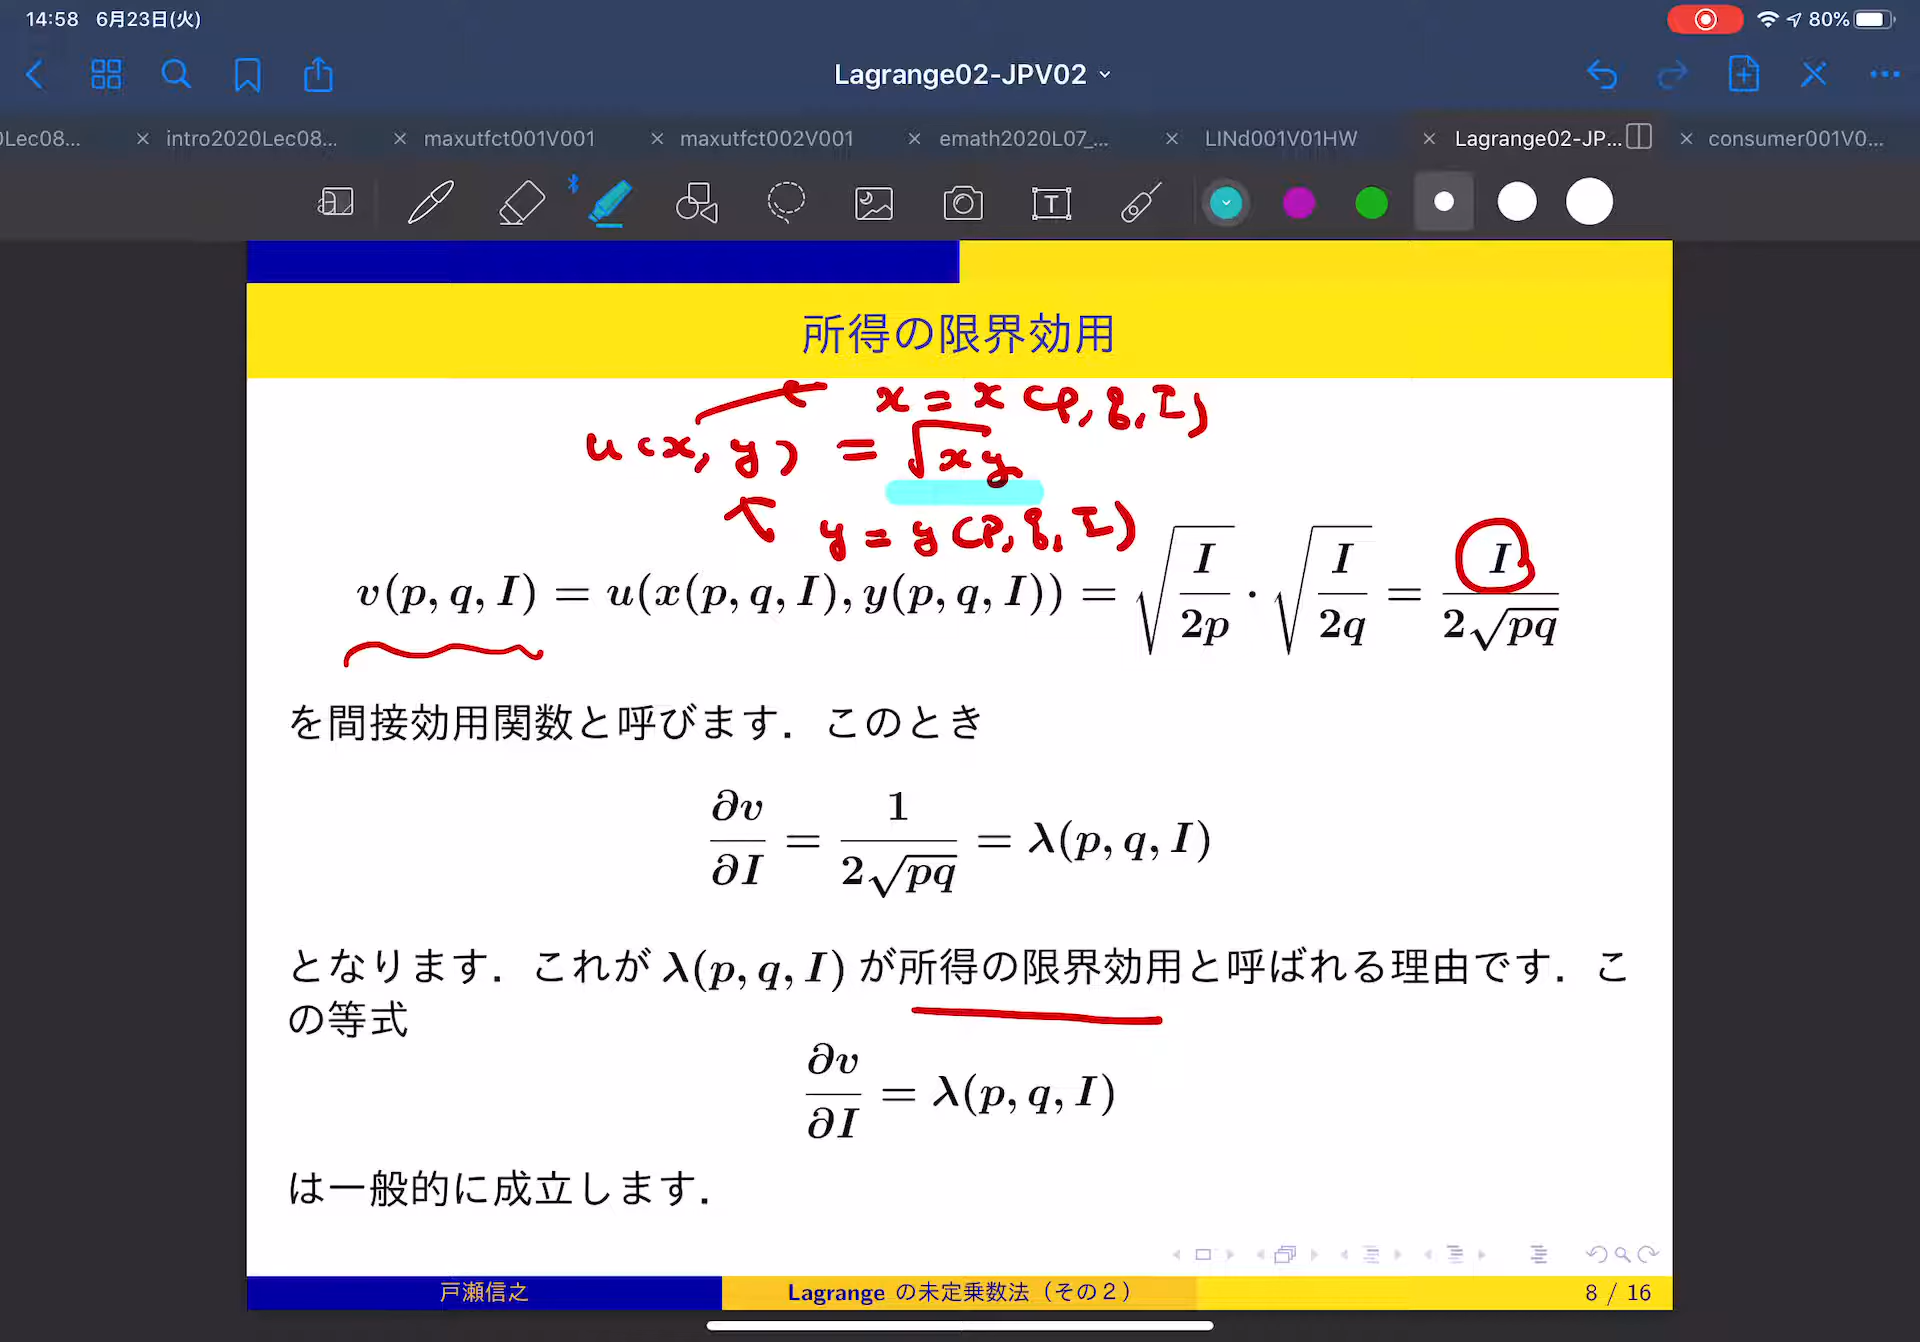 14:58 6月23日(火) 80%
Lagrange02-JPV02
0Lec08... intro2020Lec08... maxutfct001V001 maxutfct002V001 emath2020L07_... LINd001V01HW Lagrange02-JP... consumer001V0...
所得の限界効用
x = x(p, q, I)
u(x, y) = √xy
y = y(p, q, I)
v(p, q, I) = u(x(p, q, I), y(p, q, I)) = √(I/2p) · √(I/2q) = I/2√pq
を間接効用関数と呼びます．このとき
∂v/∂I = 1/2√pq = λ(p, q, I)
となります．これが λ(p, q, I) が所得の限界効用と呼ばれる理由です．こ
の等式
∂v/∂I = λ(p, q, I)
は一般的に成立します．
戸瀬信之 Lagrange の未定乗数法（その２） 8 / 16